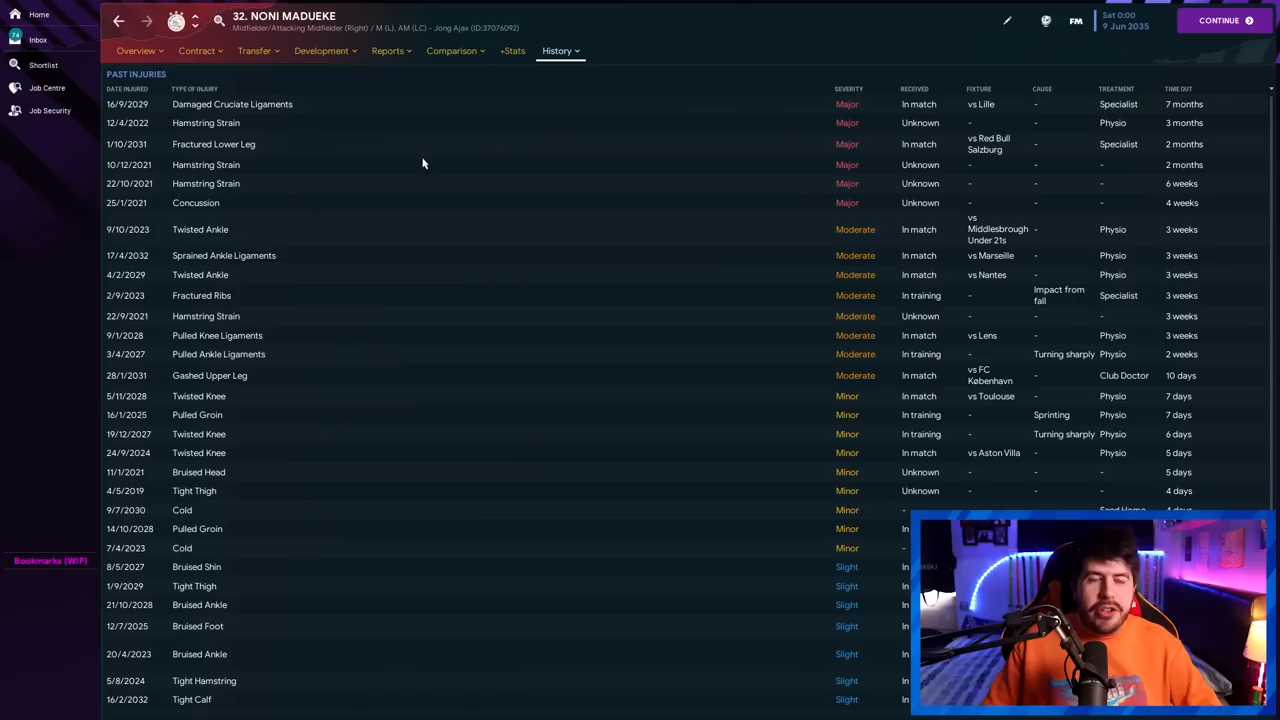 Home
74
Inbox
Shortlist
Job Centre
Job Security
Bookmarks (WiP)
32. NONI MADUEKE
Midfielder/Attacking Midfielder (Right) / M (L), AM (LC) - Jong Ajax (ID:37076092)
FM
Sat 0:00
9 Jun 2035
CONTINUE
Overview Contract Transfer Development Reports Comparison +Stats History
PAST INJURIES
DATE INJURED TYPE OF INJURY SEVERITY RECEIVED FIXTURE CAUSE TREATMENT TIME OUT
16/9/2029 Damaged Cruciate Ligaments Major In match vs Lille - Specialist 7 months
12/4/2022 Hamstring Strain Major Unknown - - Physio 3 months
1/10/2031 Fractured Lower Leg Major In match vs Red Bull Salzburg - Specialist 2 months
10/12/2021 Hamstring Strain Major Unknown - - - 2 months
22/10/2021 Hamstring Strain Major Unknown - - - 6 weeks
25/1/2021 Concussion Major Unknown - - - 4 weeks
9/10/2023 Twisted Ankle Moderate In match vs Middlesbrough Under 21s - Physio 3 weeks
17/4/2032 Sprained Ankle Ligaments Moderate In match vs Marseille - Physio 3 weeks
4/2/2029 Twisted Ankle Moderate In match vs Nantes - Physio 3 weeks
2/9/2023 Fractured Ribs Moderate In training - Impact from fall Specialist 3 weeks
22/9/2021 Hamstring Strain Moderate Unknown - - - 3 weeks
9/1/2028 Pulled Knee Ligaments Moderate In match vs Lens - Physio 3 weeks
3/4/2027 Pulled Ankle Ligaments Moderate In training - Turning sharply Physio 2 weeks
28/1/2031 Gashed Upper Leg Moderate In match vs FC København - Club Doctor 10 days
5/11/2028 Twisted Knee Minor In match vs Toulouse - Physio 7 days
16/1/2025 Pulled Groin Minor In training - Sprinting Physio 7 days
19/12/2027 Twisted Knee Minor In training - Turning sharply Physio 6 days
24/9/2024 Twisted Knee Minor In match vs Aston Villa - Physio 5 days
11/1/2021 Bruised Head Minor Unknown - - - 5 days
4/5/2019 Tight Thigh Minor Unknown - - - 4 days
9/7/2030 Cold Minor - - - Send Home 4 days
14/10/2028 Pulled Groin Minor In
7/4/2023 Cold Minor -
8/5/2027 Bruised Shin Slight In
1/9/2029 Tight Thigh Slight In
21/10/2028 Bruised Ankle Slight In
12/7/2025 Bruised Foot Slight In
20/4/2023 Bruised Ankle Slight In
5/8/2024 Tight Hamstring Slight In
16/2/2032 Tight Calf Slight In